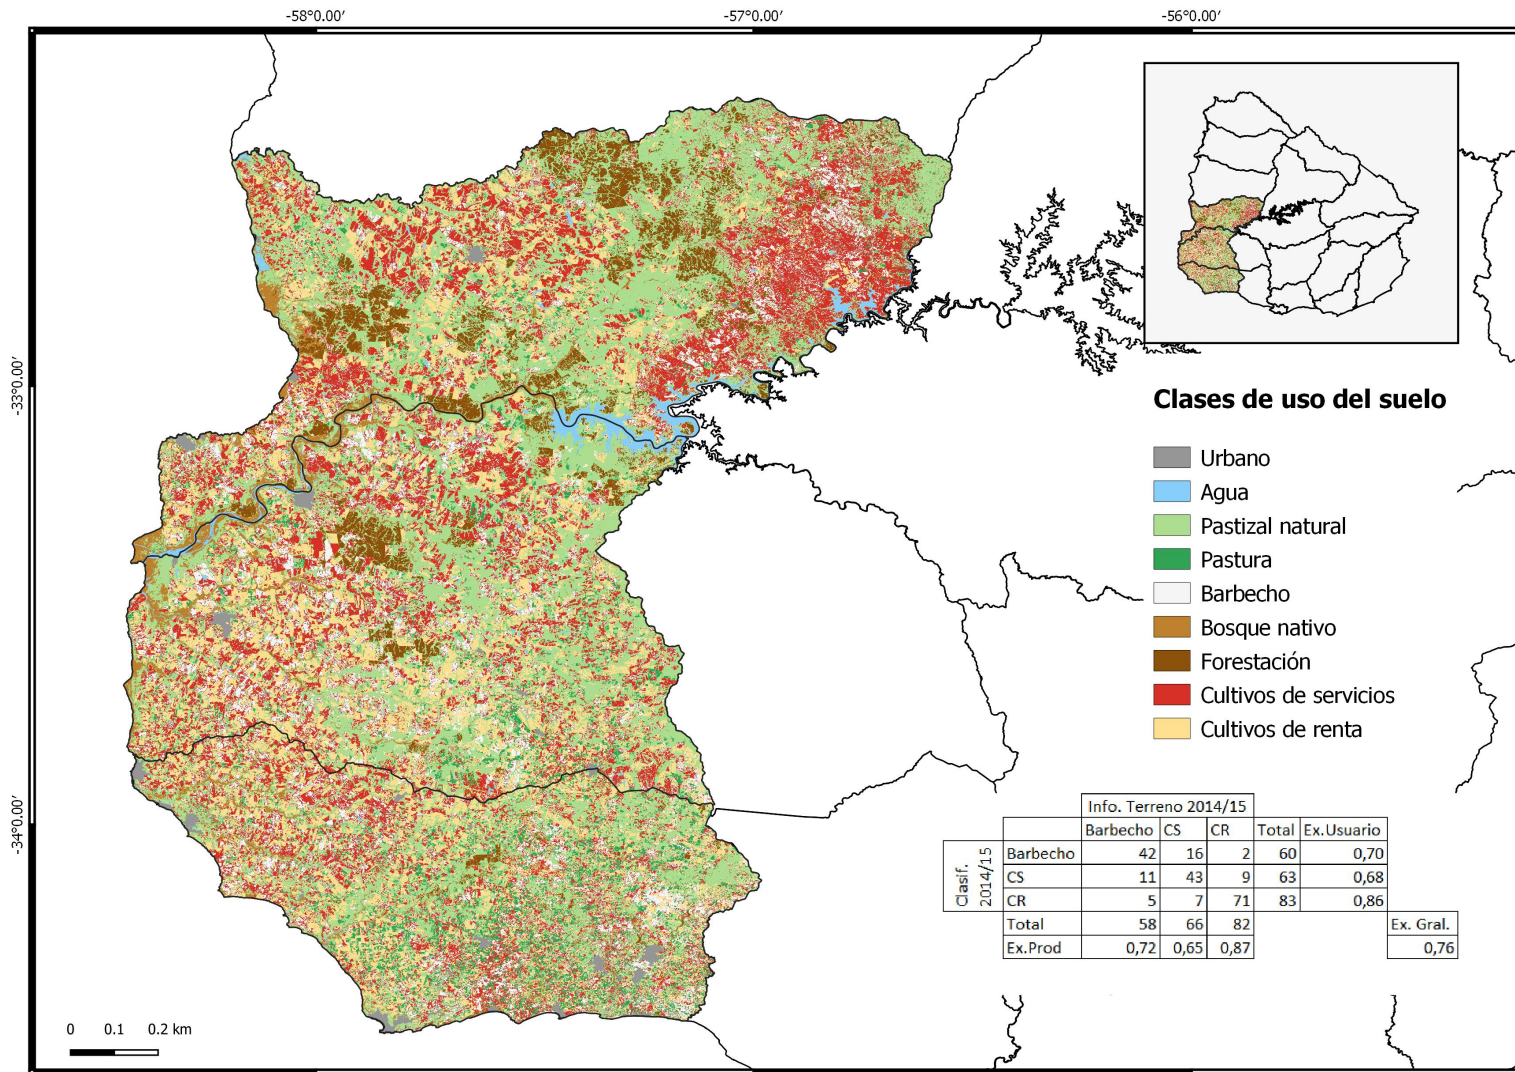 -58°0.00′ -57°0.00′ -56°0.00′
-33°0.00′
-34°0.00′
Clases de uso del suelo
Urbano
Agua
Pastizal natural
Pastura
Barbecho
Bosque nativo
Forestación
Cultivos de servicios
Cultivos de renta
Info. Terreno 2014/15
Barbecho CS CR Total Ex.Usuario
Clasif.
2014/15
Barbecho 42 16 2 60 0,70
CS 11 43 9 63 0,68
CR 5 7 71 83 0,86
Total 58 66 82 Ex. Gral.
Ex.Prod 0,72 0,65 0,87 0,76
0 0.1 0.2 km